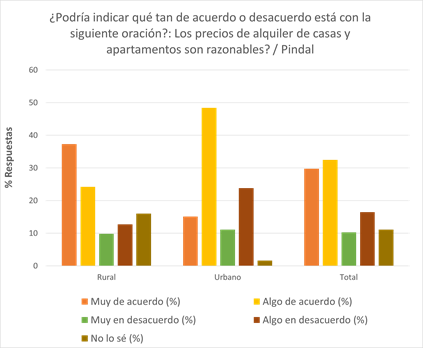 ¿Podría indicar qué tan de acuerdo o desacuerdo está con la
siguiente oración?: Los precios de alquiler de casas y
apartamentos son razonables? / Pindal
60
50
40
30
20
10
0
% Respuestas
Rural
Urbano
Total
Muy de acuerdo (%)
Algo de acuerdo (%)
Muy en desacuerdo (%)
Algo en desacuerdo (%)
No lo sé (%)